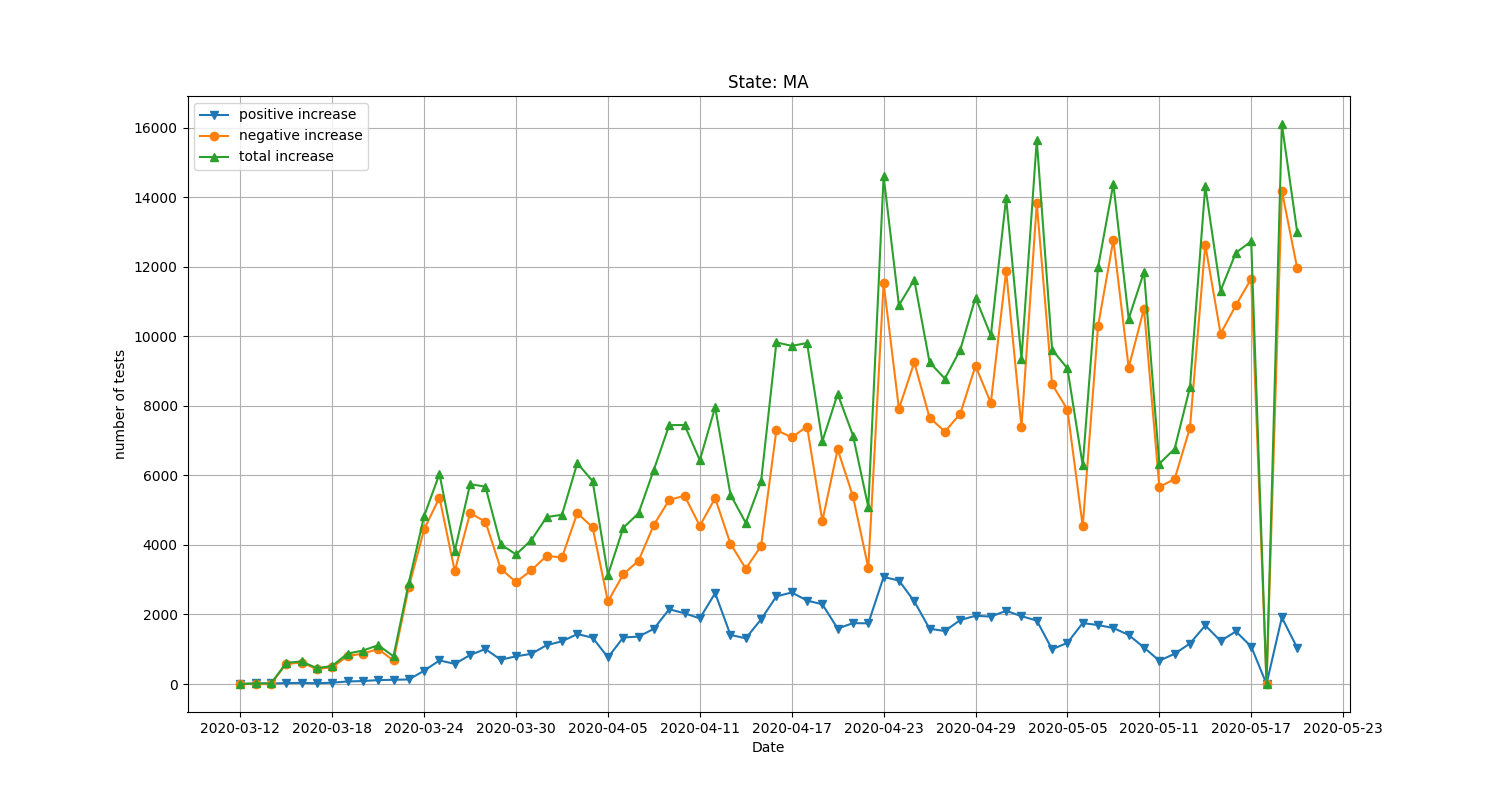 State: MA
positive increase
negative increase
total increase
16000
14000
12000
10000
8000
6000
4000
2000
0
number of tests
2020-03-12 2020-03-18 2020-03-24 2020-03-30 2020-04-05 2020-04-11 2020-04-17 2020-04-23 2020-04-29 2020-05-05 2020-05-11 2020-05-17 2020-05-23
Date